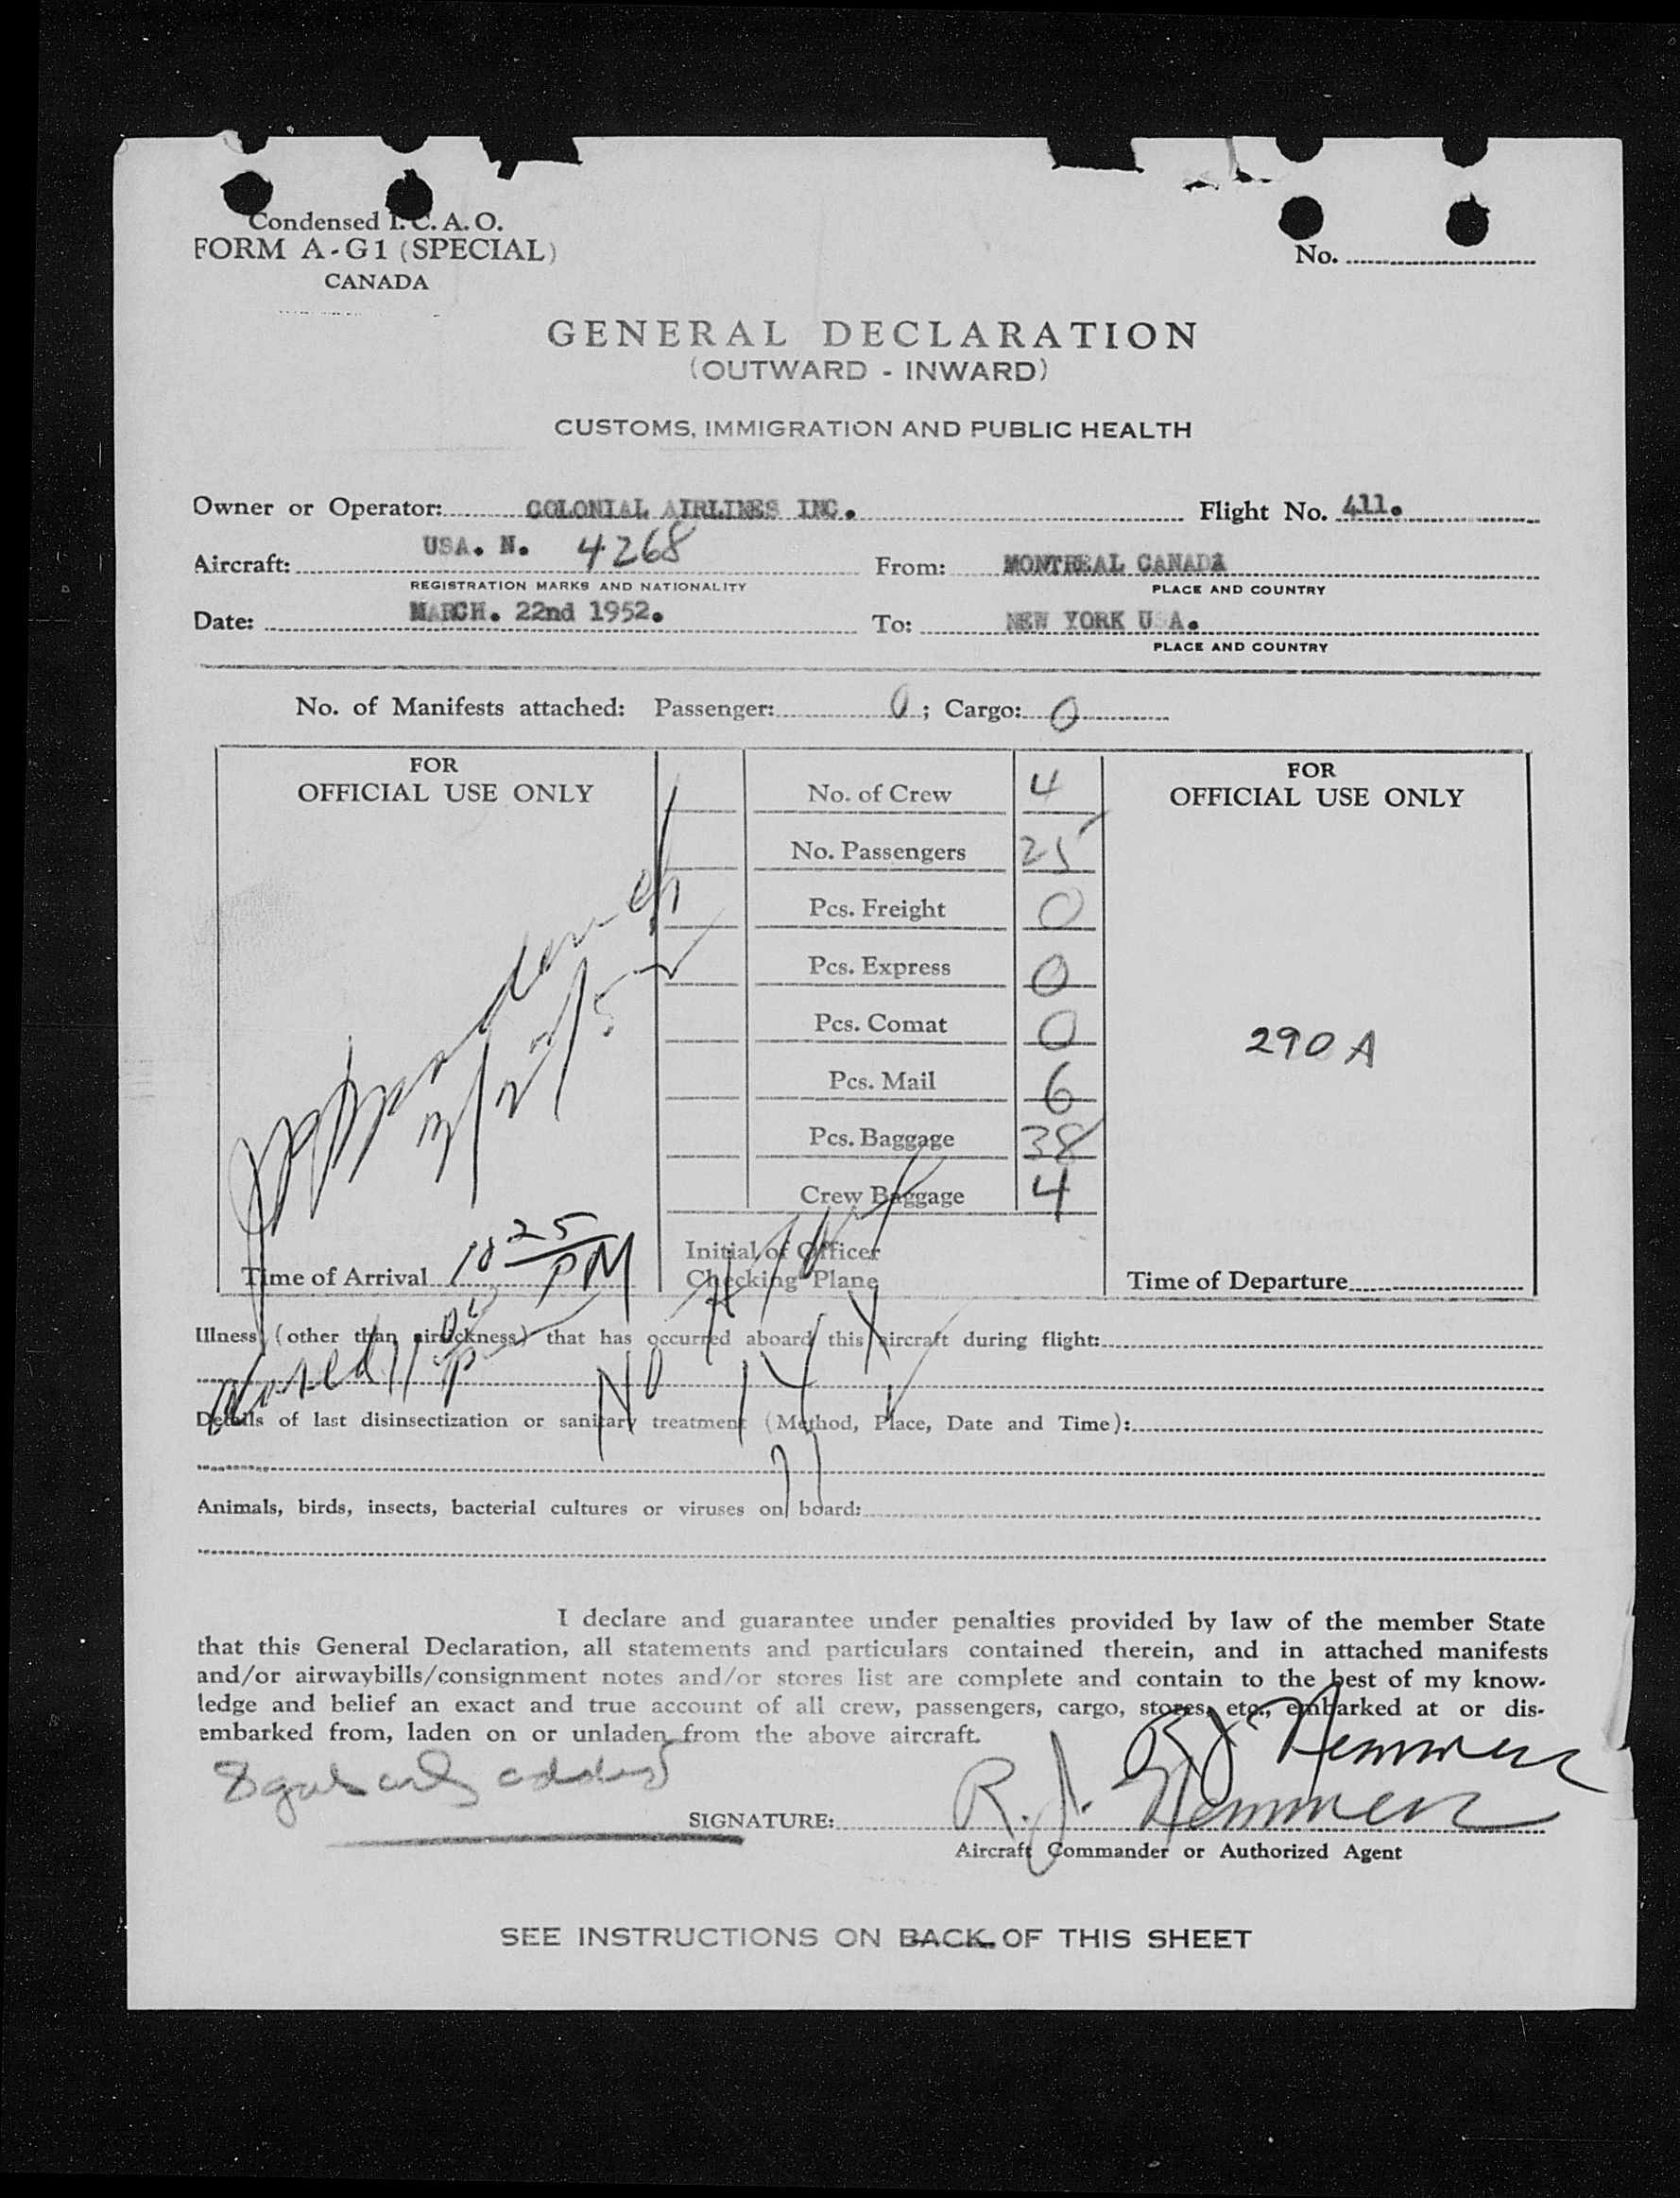 Condensed I.C.A.O.
FORM A-G1 (SPECIAL)
CANADA
No.
GENERAL DECLARATION
(OUTWARD - INWARD)
CUSTOMS, IMMIGRATION AND PUBLIC HEALTH
Owner or Operator: COLONIAL AIRLINES INC. Flight No. 411.
Aircraft: USA. N. 4268 From: MONTREAL CANADA
REGISTRATION MARKS AND NATIONALITY PLACE AND COUNTRY
Date: MARCH. 22nd 1952. To: NEW YORK USA.
PLACE AND COUNTRY
No. of Manifests attached: Passenger: 0; Cargo: 0
FOR
OFFICIAL USE ONLY
3/22/52
Time of Arrival 10 25 PM
No. of Crew 4
No. Passengers 25
Pcs. Freight 0
Pcs. Express 0
Pcs. Comat 0
Pcs. Mail 6
Pcs. Baggage 38
Crew Baggage 4
Initial of Officer
Checking Plane
FOR
OFFICIAL USE ONLY
290 A
Time of Departure
Illness (other than airsickness) that has occurred aboard this aircraft during flight:
No
Details of last disinsectization or sanitary treatment (Method, Place, Date and Time):
Animals, birds, insects, bacterial cultures or viruses on board:
I declare and guarantee under penalties provided by law of the member State
that this General Declaration, all statements and particulars contained therein, and in attached manifests
and/or airwaybills/consignment notes and/or stores list are complete and contain to the best of my know-
ledge and belief an exact and true account of all crew, passengers, cargo, stores, etc., embarked at or dis-
embarked from, laden on or unladen from the above aircraft.
8 gals only added
R J Hemmen
SIGNATURE: R. J. Hemmen
Aircraft Commander or Authorized Agent
SEE INSTRUCTIONS ON BACK OF THIS SHEET